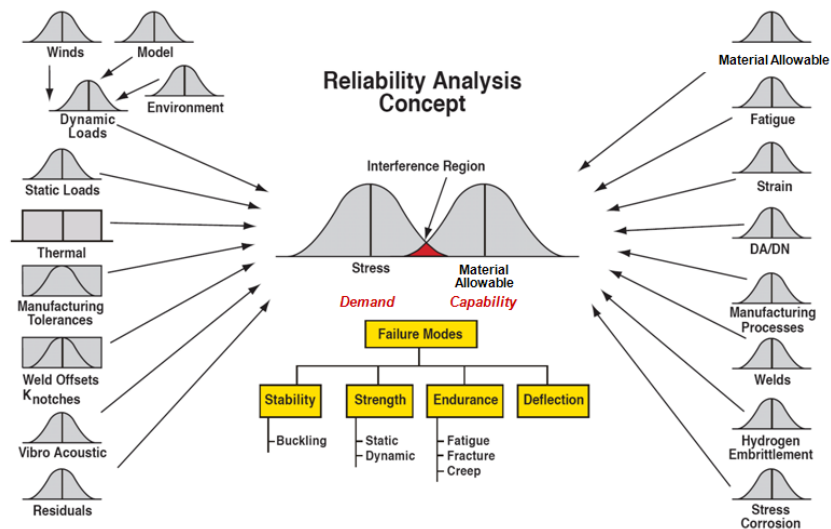 Reliability Analysis
Concept
Winds
Model
Dynamic
Loads
Environment
Static Loads
Thermal
Manufacturing
Tolerances
Weld Offsets
Knotches
Vibro Acoustic
Residuals
Interference Region
Stress
Material
Allowable
Demand
Capability
Failure Modes
Stability
Strength
Endurance
Deflection
Buckling
Static
Dynamic
Fatigue
Fracture
Creep
Material Allowable
Fatigue
Strain
DA/DN
Manufacturing
Processes
Welds
Hydrogen
Embrittlement
Stress
Corrosion